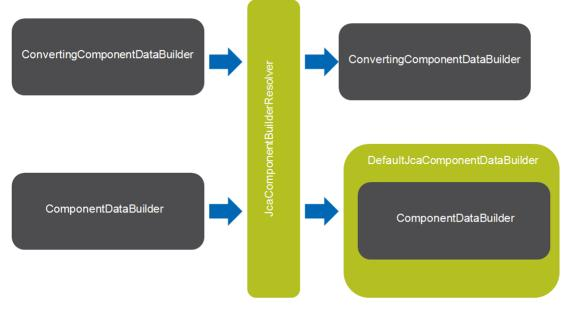 ConvertingComponentDataBuilder
JcaComponentBuilderResolver
ConvertingComponentDataBuilder
ComponentDataBuilder
DefaultJcaComponentDataBuilder
ComponentDataBuilder